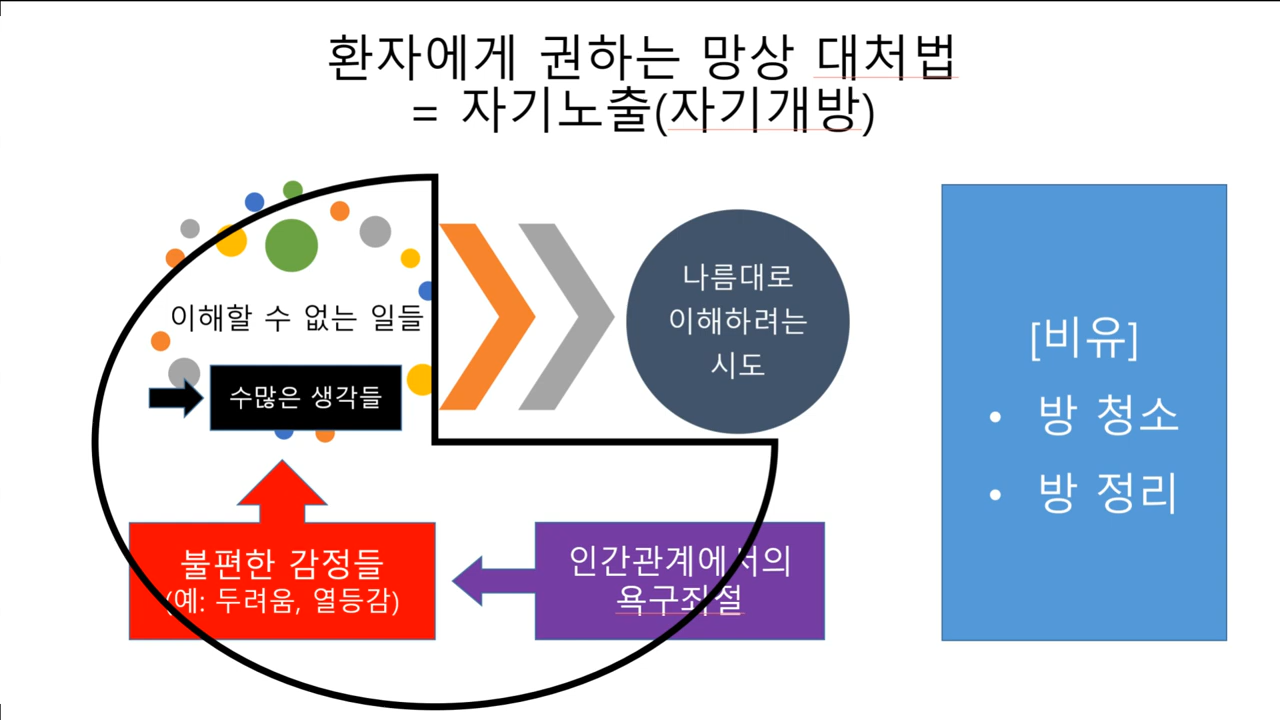 환자에게 권하는 망상 대처법
= 자기노출(자기개방)
이해할 수 없는 일들
수많은 생각들
나름대로
이해하려는
시도
불편한 감정들
(예: 두려움, 열등감)
인간관계에서의
욕구좌절
[비유]
• 방 청소
• 방 정리